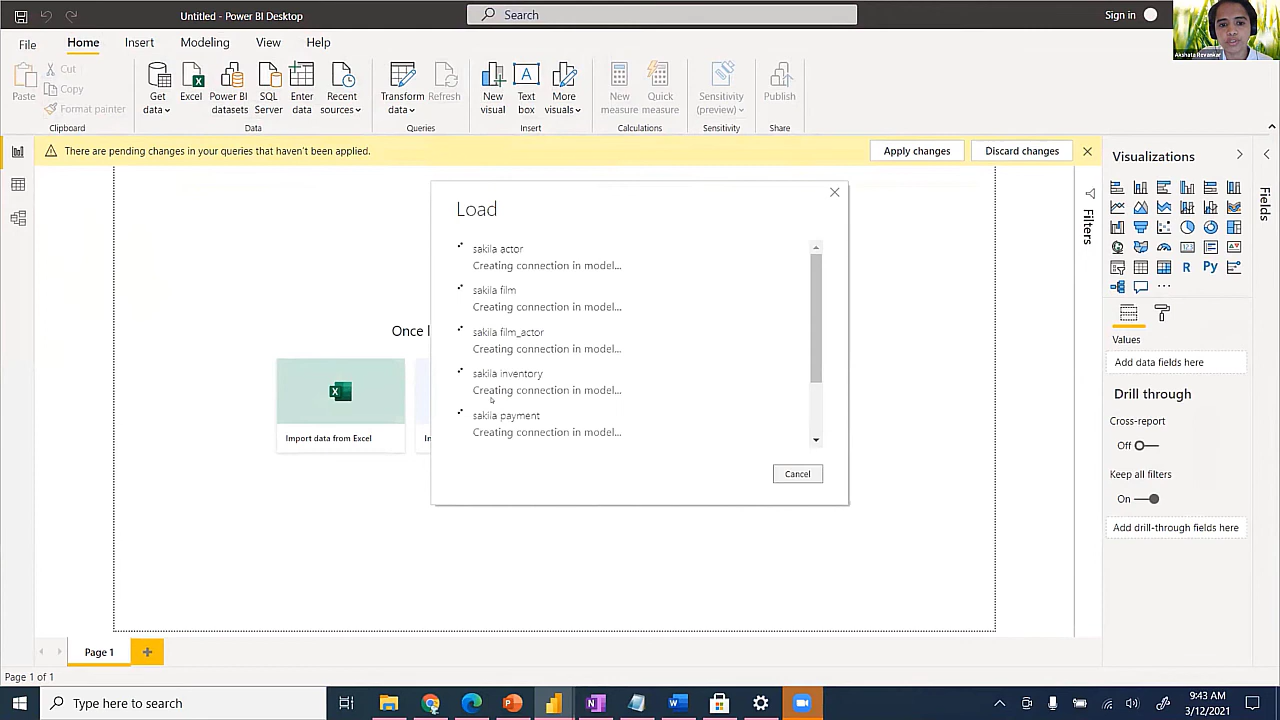 Untitled - Power BI Desktop
Search
Sign in
Akshata Revankar
File
Home
Insert
Modeling
View
Help
Paste
Cut
Copy
Format painter
Get data
Excel
Power BI datasets
SQL Server
Enter data
Recent sources
Transform data
Refresh
New visual
Text box
More visuals
New measure
Quick measure
Sensitivity (preview)
Publish
Clipboard
Data
Queries
Insert
Calculations
Sensitivity
Share
There are pending changes in your queries that haven't been applied.
Apply changes
Discard changes
Load
sakila actor
Creating connection in model...
sakila film
Creating connection in model...
sakila film_actor
Creating connection in model...
sakila inventory
Creating connection in model...
sakila payment
Creating connection in model...
Cancel
Once l
Import data from Excel
Filters
Visualizations
R
Py
Values
Add data fields here
Drill through
Cross-report
Off
Keep all filters
On
Add drill-through fields here
Fields
Page 1
Page 1 of 1
Type here to search
9:43 AM
3/12/2021